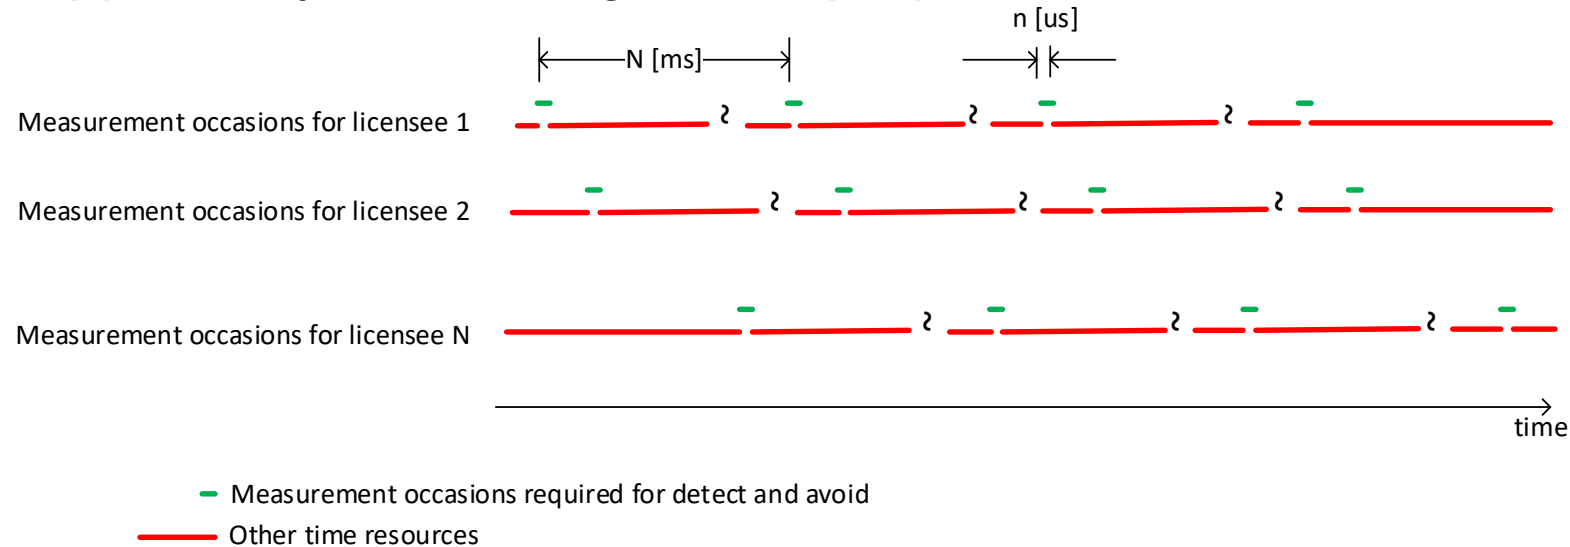 n [us]
N [ms]
Measurement occasions for licensee 1
Measurement occasions for licensee 2
Measurement occasions for licensee N
time
Measurement occasions required for detect and avoid
Other time resources